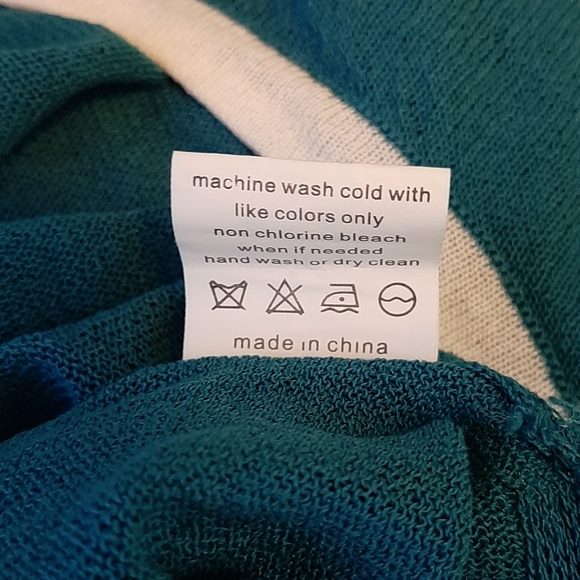 machine wash cold with
like colors only
non chlorine bleach
when if needed
hand wash or dry clean
made in china